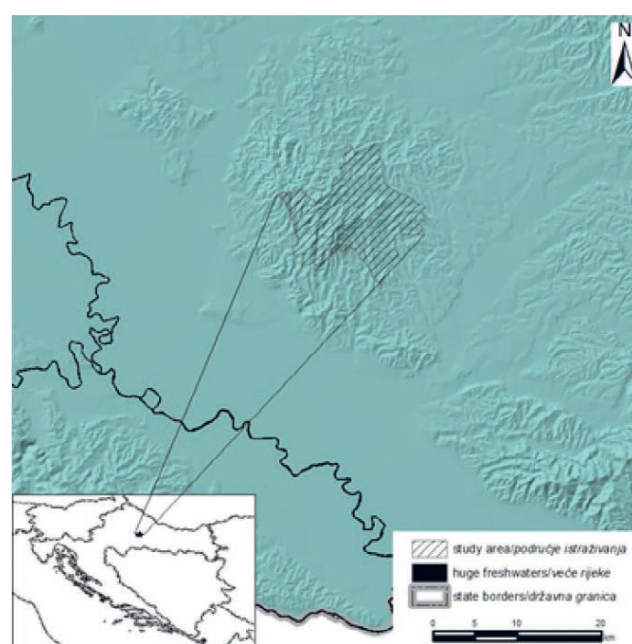 N
study area/područje istraživanja
huge freshwaters/veće rijeke
state borders/državna granica
0 5 10 20
km